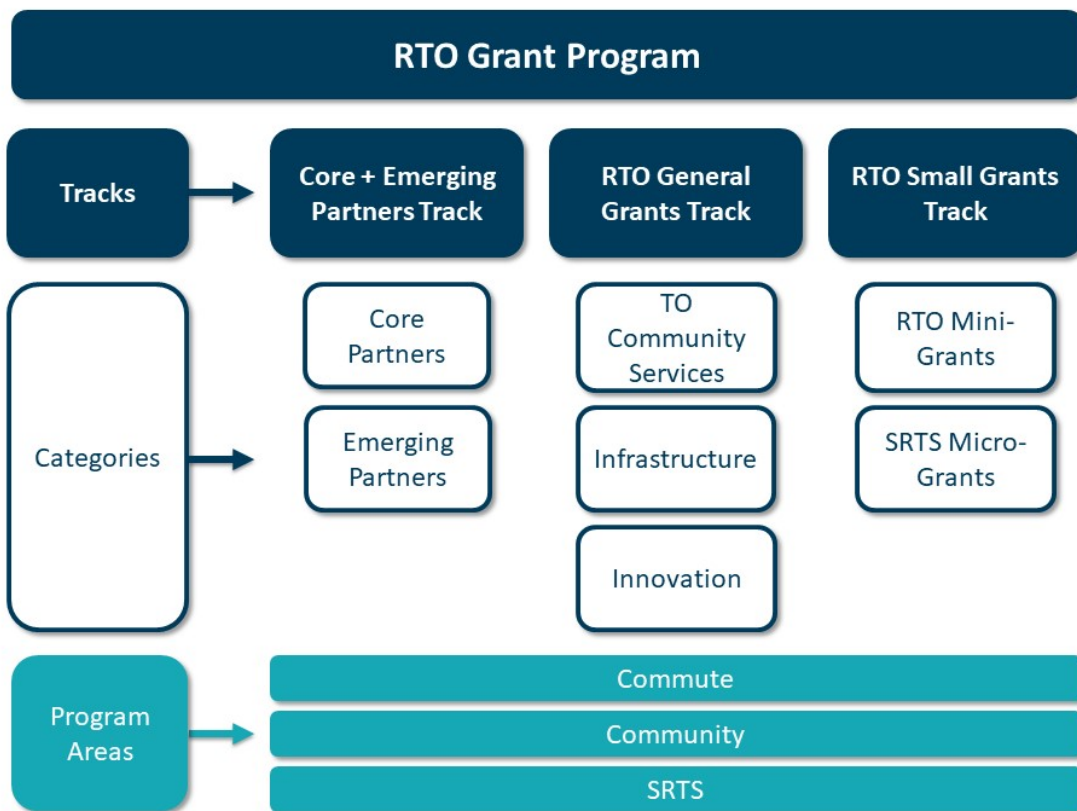 RTO Grant Program
Tracks
Core + Emerging
Partners Track
RTO General
Grants Track
RTO Small Grants
Track
Categories
Core
Partners
Emerging
Partners
TO
Community
Services
Infrastructure
Innovation
RTO Mini-
Grants
SRTS Micro-
Grants
Program
Areas
Commute
Community
SRTS